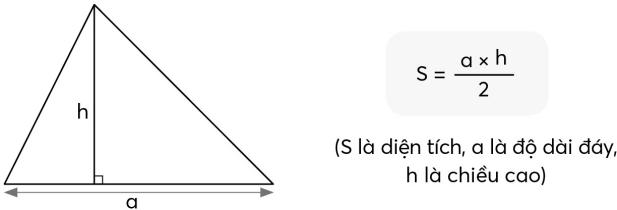 h
a
S = a × h / 2
(S là diện tích, a là độ dài đáy,
h là chiều cao)